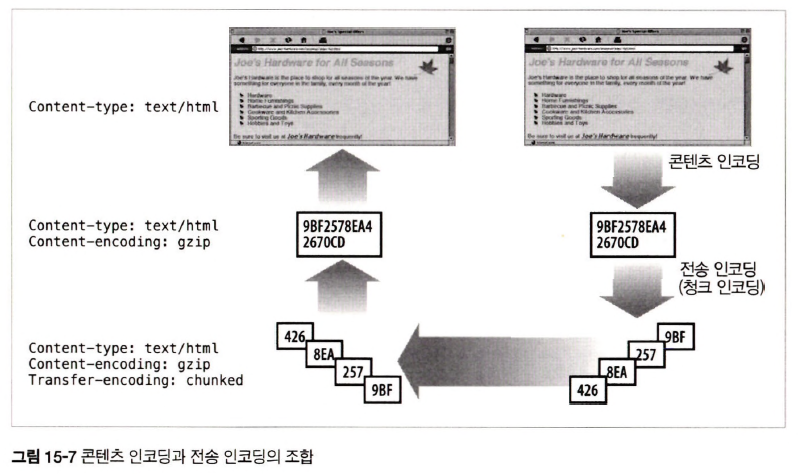 Joe's Special Offers
Joe's Hardware for All Seasons
Joe's Hardware is the place to shop for all seasons of the year. We have
something for everyone in the family, every month of the year!
Hardware
Home Furnishings
Barbecue and Picnic Supplies
Cookware and Kitchen Accessories
Sporting Goods
Hobbies and Toys
Be sure to visit us at Joe's Hardware frequently!
Joe's Special Offers
Joe's Hardware for All Seasons
Joe's Hardware is the place to shop for all seasons of the year. We have
something for everyone in the family, every month of the year!
Hardware
Home Furnishings
Barbecue and Picnic Supplies
Cookware and Kitchen Accessories
Sporting Goods
Hobbies and Toys
Be sure to visit us at Joe's Hardware frequently!
Content-type: text/html
콘텐츠 인코딩
Content-type: text/html
Content-encoding: gzip
9BF2578EA4
2670CD
9BF2578EA4
2670CD
전송 인코딩
(청크 인코딩)
Content-type: text/html
Content-encoding: gzip
Transfer-encoding: chunked
426
8EA
257
9BF
9BF
257
8EA
426
그림 15-7 콘텐츠 인코딩과 전송 인코딩의 조합